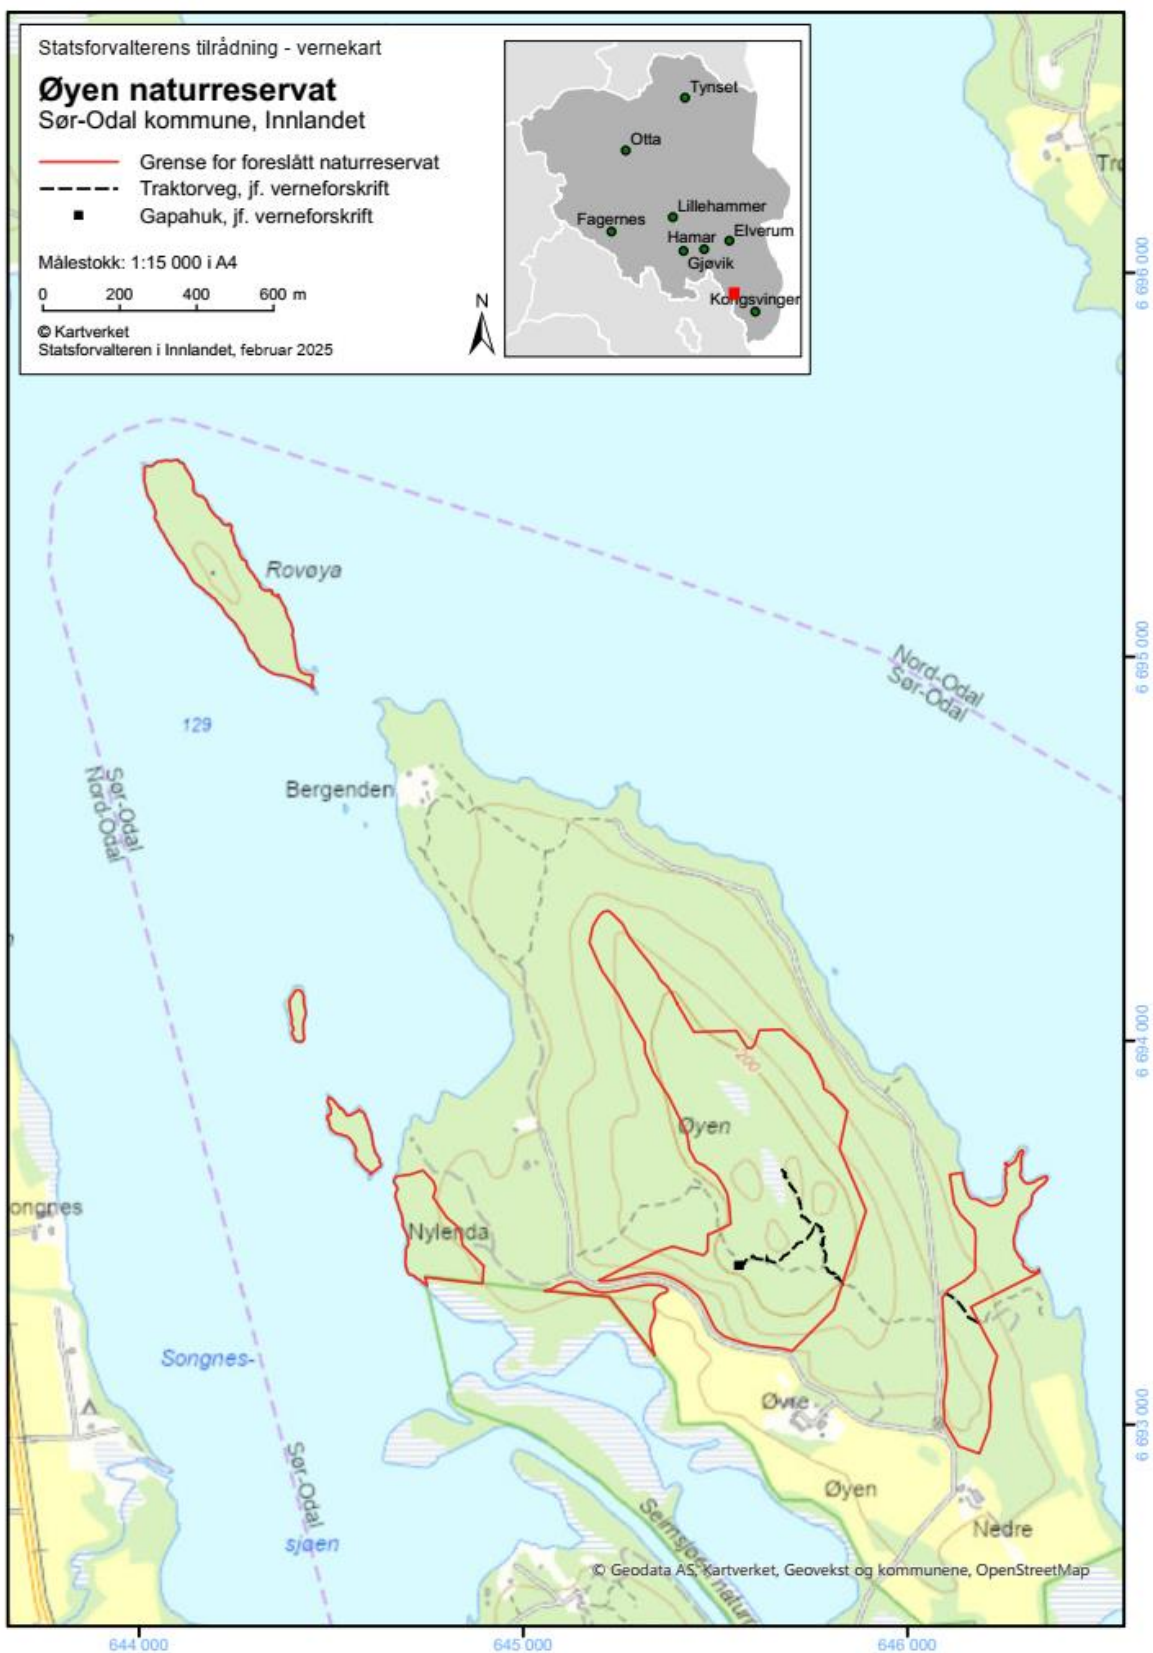 Statsforvalterens tilrådning - vernekart
Øyen naturreservat
Sør-Odal kommune, Innlandet
Grense for foreslått naturreservat
Traktorveg, jf. verneforskrift
Gapahuk, jf. verneforskrift
Målestokk: 1:15 000 i A4
0 200 400 600 m
© Kartverket
Statsforvalteren i Innlandet, februar 2025
N
Tynset
Otta
Lillehammer
Fagernes
Elverum
Hamar
Gjøvik
Kongsvinger
6 696 000
Rovøya
6 695 000
Nord-Odal
Sør-Odal
129
Bergenden
Sør-Odal
Nord-Odal
6 694 000
200
Øyen
ongnes
Nylenda
Songnes-
sjøen
Sør-Odal
Øvre
6 693 000
Øyen
Nedre
© Geodata AS, Kartverket, Geovekst og kommunene, OpenStreetMap
644 000
645 000
646 000